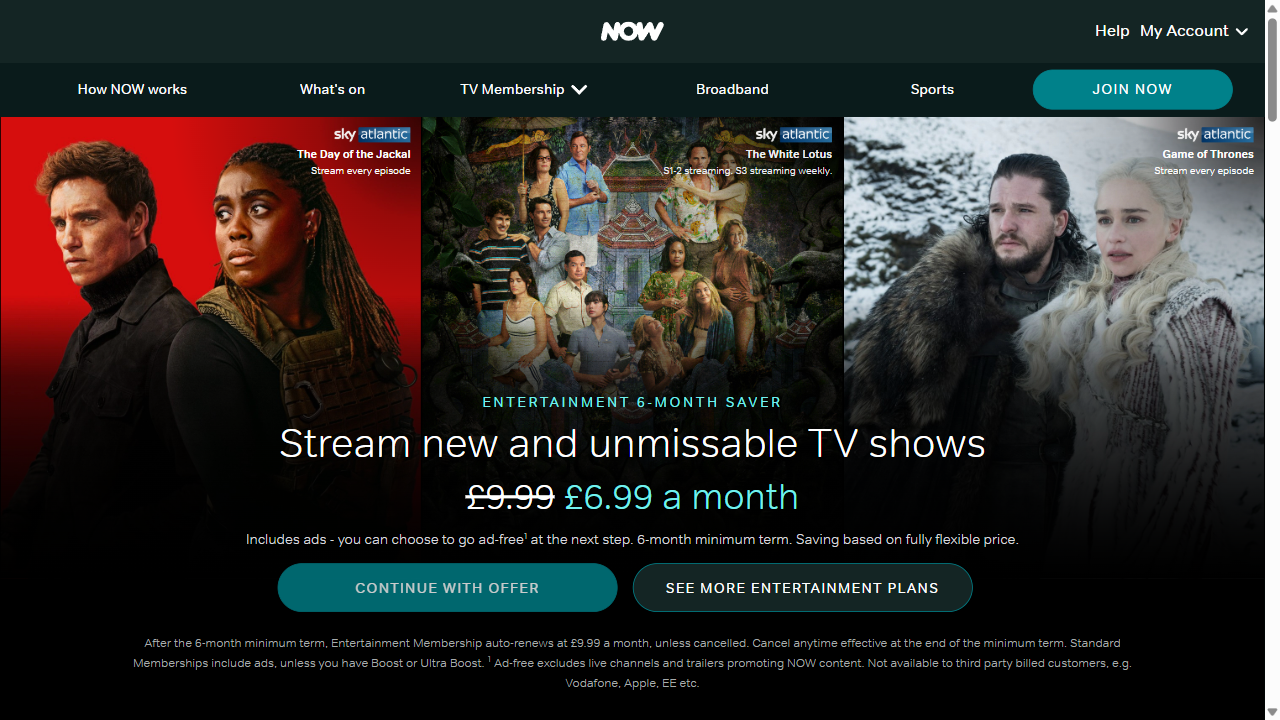 NOW
Help
My Account
How NOW works
What's on
TV Membership
Broadband
Sports
JOIN NOW
sky atlantic
The Day of the Jackal
Stream every episode
sky atlantic
The White Lotus
S1-2 streaming. S3 streaming weekly.
sky atlantic
Game of Thrones
Stream every episode
ENTERTAINMENT 6-MONTH SAVER
Stream new and unmissable TV shows
£9.99 £6.99 a month
Includes ads - you can choose to go ad-free¹ at the next step. 6-month minimum term. Saving based on fully flexible price.
CONTINUE WITH OFFER
SEE MORE ENTERTAINMENT PLANS
After the 6-month minimum term, Entertainment Membership auto-renews at £9.99 a month, unless cancelled. Cancel anytime effective at the end of the minimum term. Standard
Memberships include ads, unless you have Boost or Ultra Boost. ¹ Ad-free excludes live channels and trailers promoting NOW content. Not available to third party billed customers, e.g.
Vodafone, Apple, EE etc.